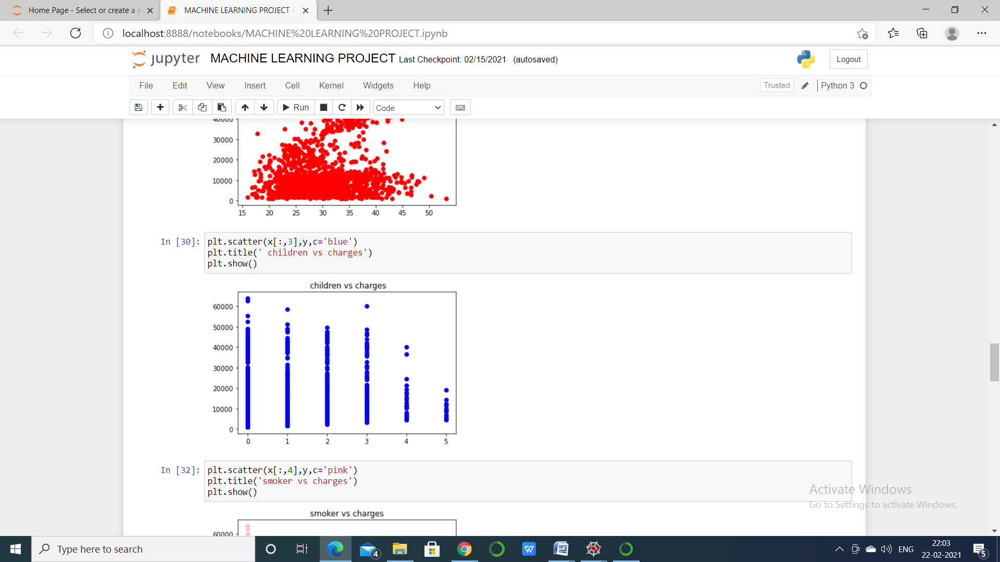 Home Page - Select or create a n
MACHINE LEARNING PROJECT -
localhost:8888/notebooks/MACHINE%20LEARNING%20PROJECT.ipynb
jupyter MACHINE LEARNING PROJECT Last Checkpoint: 02/15/2021 (autosaved)
Logout
File Edit View Insert Cell Kernel Widgets Help
Trusted Python 3
Run Code
40000
30000
20000
10000
0
15 20 25 30 35 40 45 50
In [30]: plt.scatter(x[:,3],y,c='blue')
plt.title(' children vs charges')
plt.show()
children vs charges
60000
50000
40000
30000
20000
10000
0
0 1 2 3 4 5
In [32]: plt.scatter(x[:,4],y,c='pink')
plt.title('smoker vs charges')
plt.show()
Activate Windows
Go to Settings to activate Windows.
smoker vs charges
60000
Type here to search
4
W
W
ENG
22:03
22-02-2021
5